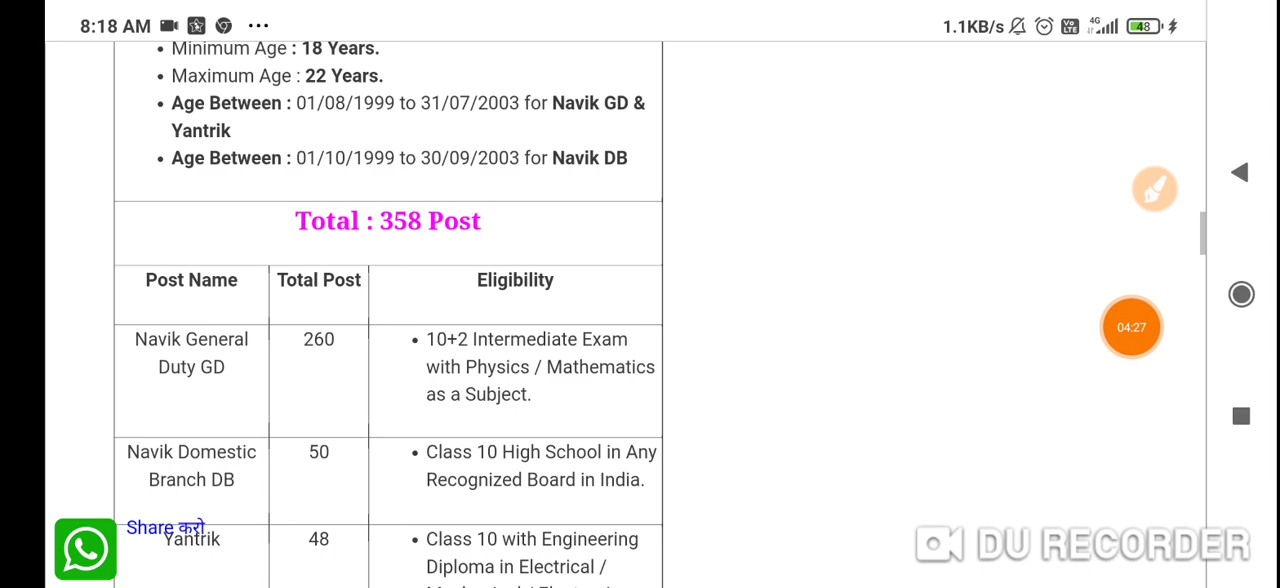 8:18 AM ... 1.1KB/s Vo LTE 4G 48
Minimum Age : 18 Years.
Maximum Age : 22 Years.
Age Between : 01/08/1999 to 31/07/2003 for Navik GD &
Yantrik
Age Between : 01/10/1999 to 30/09/2003 for Navik DB
Total : 358 Post
Post Name Total Post Eligibility
Navik General 260 10+2 Intermediate Exam
Duty GD with Physics / Mathematics
as a Subject.
04:27
Navik Domestic 50 Class 10 High School in Any
Branch DB Recognized Board in India.
Share करो
Yantrik 48 Class 10 with Engineering
Diploma in Electrical /
DU RECORDER